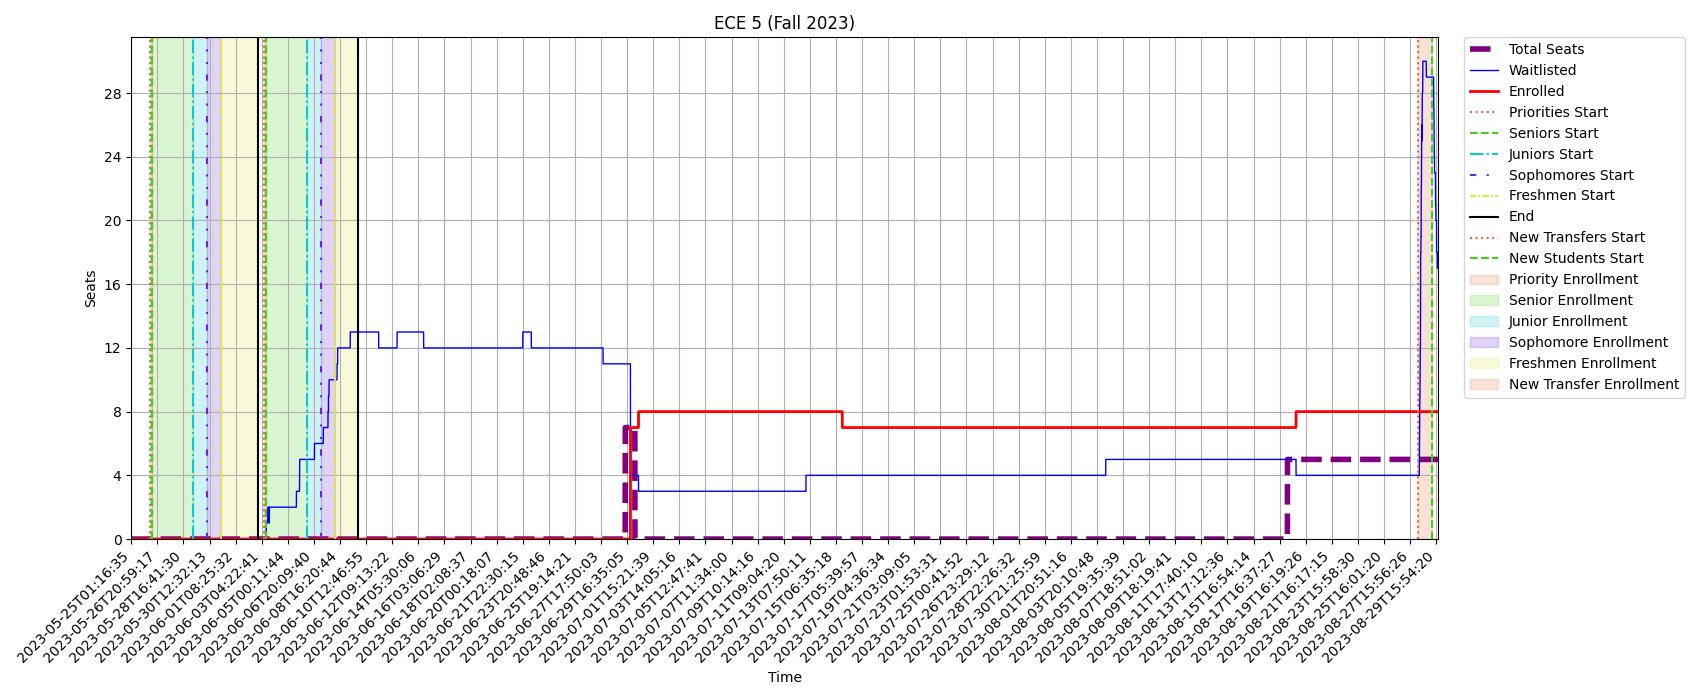 ECE 5 (Fall 2023)
Seats
28
24
20
16
12
8
4
0
2023-05-25T01:16:35
2023-05-26T20:59:17
2023-05-28T16:41:30
2023-05-30T12:32:13
2023-06-01T08:25:32
2023-06-03T04:22:41
2023-06-05T00:11:44
2023-06-06T20:09:40
2023-06-08T16:20:44
2023-06-10T12:46:55
2023-06-12T09:13:22
2023-06-14T05:30:06
2023-06-16T03:06:29
2023-06-18T02:08:37
2023-06-20T00:18:07
2023-06-21T22:30:15
2023-06-23T20:48:46
2023-06-25T19:14:21
2023-06-27T17:50:03
2023-06-29T16:35:05
2023-07-01T15:21:39
2023-07-03T14:05:16
2023-07-05T12:47:41
2023-07-07T11:34:00
2023-07-09T10:14:16
2023-07-11T09:04:20
2023-07-13T07:50:11
2023-07-15T06:35:18
2023-07-17T05:39:57
2023-07-19T04:36:34
2023-07-21T03:09:05
2023-07-23T01:53:31
2023-07-25T00:41:52
2023-07-26T23:29:12
2023-07-28T22:26:32
2023-07-30T21:25:59
2023-08-01T20:51:16
2023-08-03T20:10:48
2023-08-05T19:35:39
2023-08-07T18:51:02
2023-08-09T18:19:41
2023-08-11T17:40:10
2023-08-13T17:12:36
2023-08-15T16:54:14
2023-08-17T16:37:27
2023-08-19T16:19:26
2023-08-21T16:17:15
2023-08-23T15:58:30
2023-08-25T16:01:20
2023-08-27T15:56:26
2023-08-29T15:54:20
Time
Total Seats
Waitlisted
Enrolled
Priorities Start
Seniors Start
Juniors Start
Sophomores Start
Freshmen Start
End
New Transfers Start
New Students Start
Priority Enrollment
Senior Enrollment
Junior Enrollment
Sophomore Enrollment
Freshmen Enrollment
New Transfer Enrollment